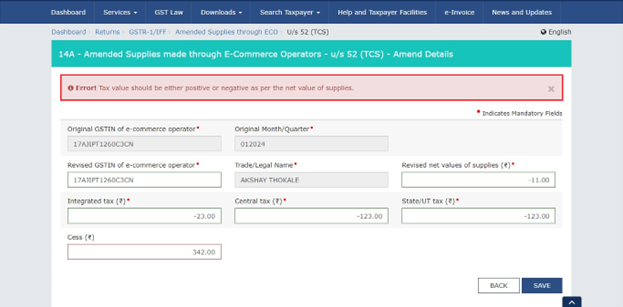 Dashboard Services GST Law Downloads Search Taxpayer Help and Taxpayer Facilities e-Invoice News and Updates
Dashboard › Returns › GSTR-1/IFF › Amended Supplies through ECO › U/s 52 (TCS) English
14A - Amended Supplies made through E-Commerce Operators - u/s 52 (TCS) - Amend Details
Error! Tax value should be either positive or negative as per the net value of supplies. ×
• Indicates Mandatory Fields
Original GSTIN of e-commerce operator• Original Month/Quarter•
17AJIPT1260C3CN 012024
Revised GSTIN of e-commerce operator• Trade/Legal Name• Revised net values of supplies (₹)•
17AJIPT1260C3CN AKSHAY THOKALE -11.00
Integrated tax (₹)• Central tax (₹)• State/UT tax (₹)•
-23.00 -123.00 -123.00
Cess (₹)
342.00
BACK SAVE